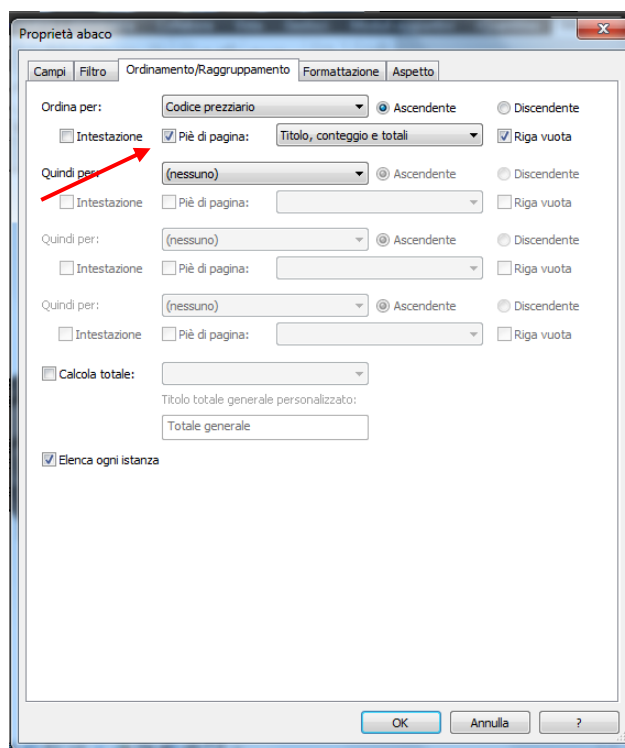 Proprietà abaco
Campi Filtro Ordinamento/Raggruppamento Formattazione Aspetto
Ordina per: Codice prezziario Ascendente Discendente
Intestazione Piè di pagina: Titolo, conteggio e totali Riga vuota
Quindi per: (nessuno) Ascendente Discendente
Intestazione Piè di pagina: Riga vuota
Quindi per: (nessuno) Ascendente Discendente
Intestazione Piè di pagina: Riga vuota
Quindi per: (nessuno) Ascendente Discendente
Intestazione Piè di pagina: Riga vuota
Calcola totale:
Titolo totale generale personalizzato:
Totale generale
Elenca ogni istanza
OK Annulla ?